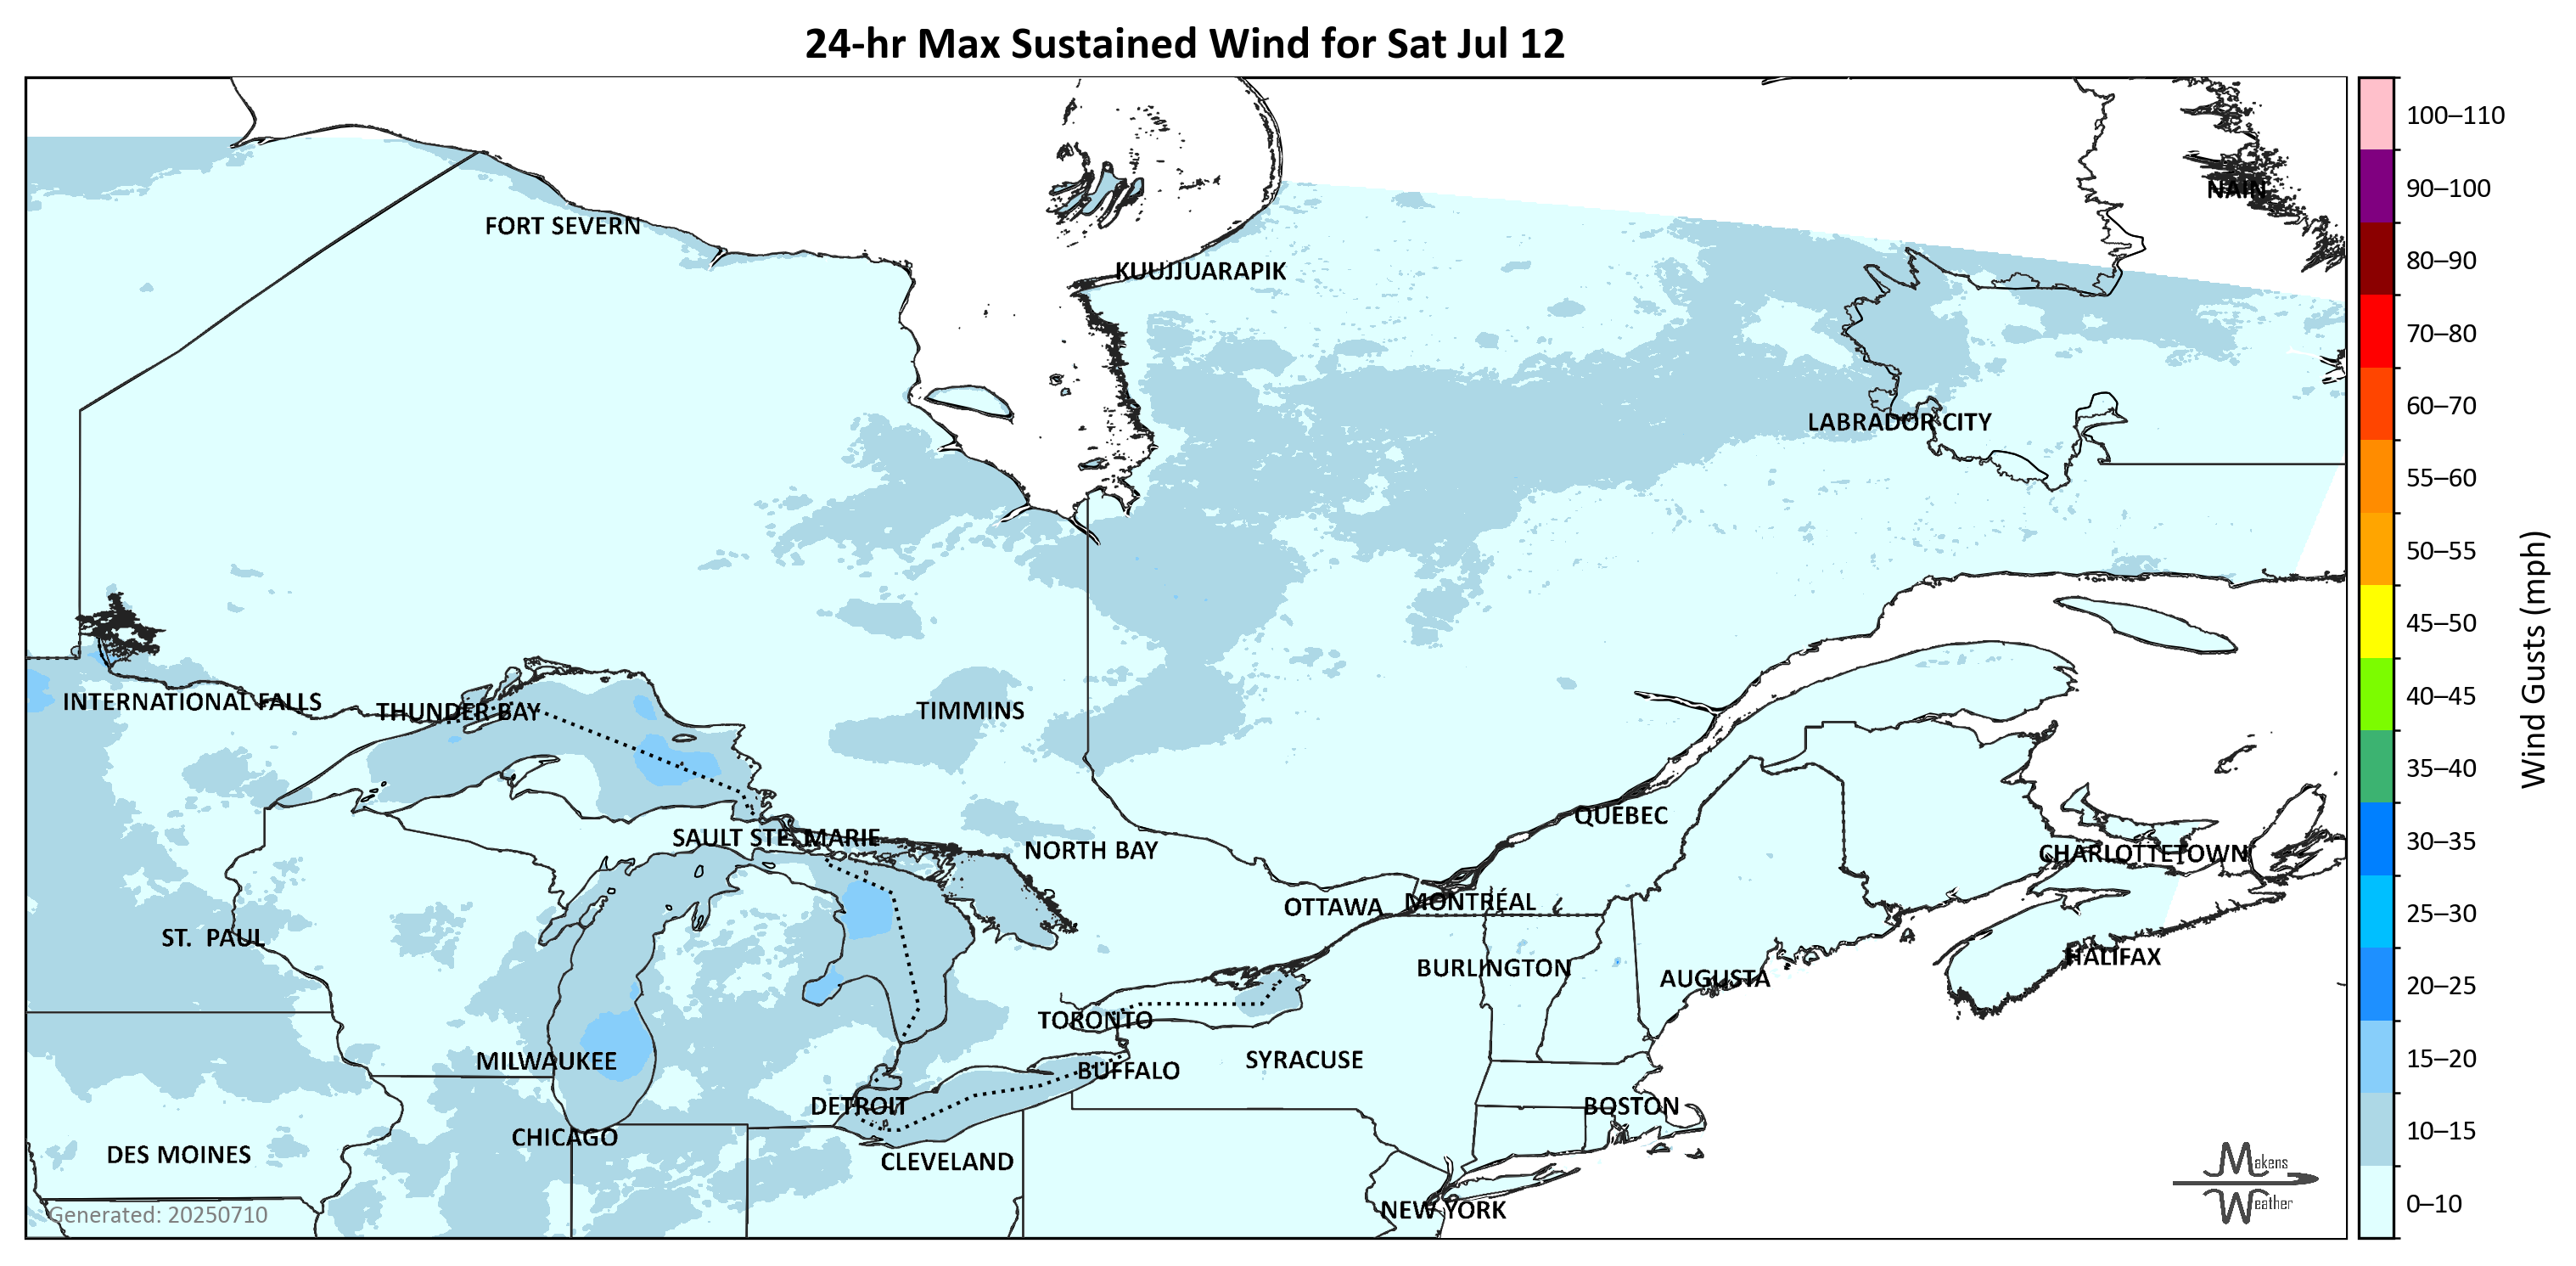 24-hr Max Sustained Wind for Sat Jul 12
100–110
90–100
NAIN
FORT SEVERN
80–90
KUUJJUARAPIK
70–80
60–70
LABRADOR CITY
55–60
50–55
45–50
Wind Gusts (mph)
INTERNATIONAL FALLS
THUNDER BAY
TIMMINS
40–45
35–40
QUEBEC
SAULT STE. MARIE
NORTH BAY
CHARLOTTETOWN
30–35
OTTAWA
MONTRÉAL
25–30
ST. PAUL
HALIFAX
BURLINGTON
AUGUSTA
20–25
TORONTO
MILWAUKEE
SYRACUSE
BUFFALO
15–20
DETROIT
BOSTON
CHICAGO
10–15
DES MOINES
CLEVELAND
Makens
Weather
0–10
NEW YORK
Generated: 20250710